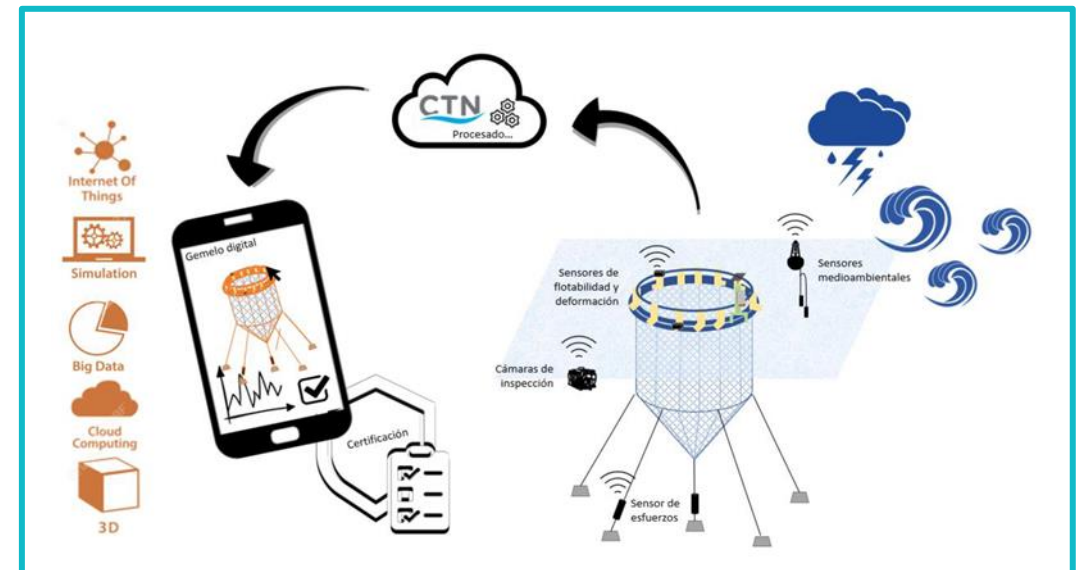 CTN
Procesado...
Internet Of
Things
Simulation
Big Data
Cloud
Computing
3D
Gemelo digital
Certificación
Sensores de
flotabilidad y
deformación
Sensores
medioambientales
Cámaras de
inspección
Sensor de
esfuerzos